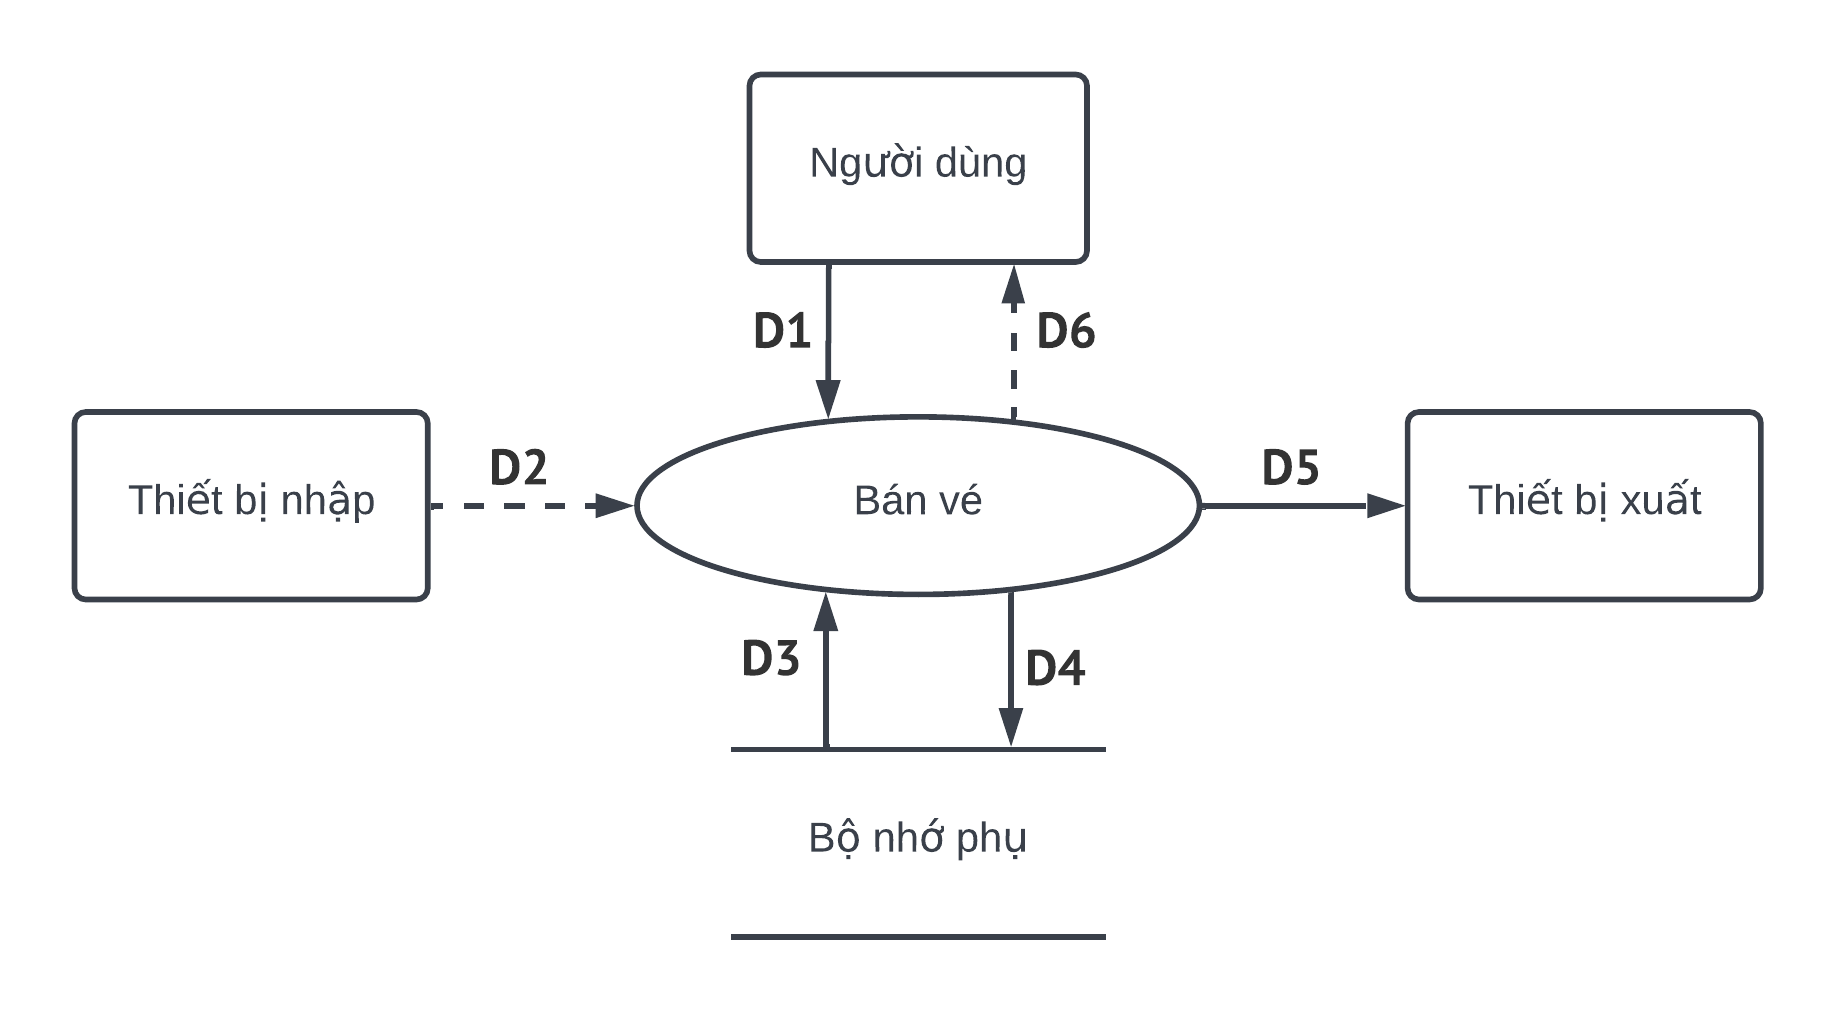 Người dùng
D1
D6
Thiết bị nhập
D2
Bán vé
D5
Thiết bị xuất
D3
D4
Bộ nhớ phụ